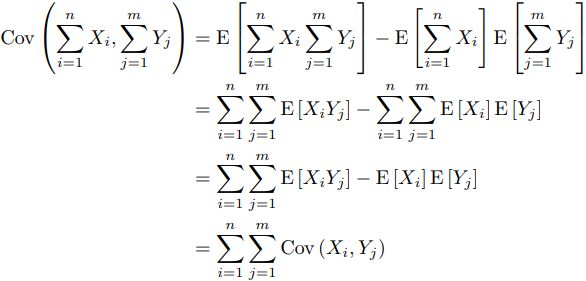 Cov(∑_{i=1}^{n} X_i, ∑_{j=1}^{m} Y_j) = E[∑_{i=1}^{n} X_i ∑_{j=1}^{m} Y_j] − E[∑_{i=1}^{n} X_i] E[∑_{j=1}^{m} Y_j]
= ∑_{i=1}^{n} ∑_{j=1}^{m} E[X_i Y_j] − ∑_{i=1}^{n} ∑_{j=1}^{m} E[X_i] E[Y_j]
= ∑_{i=1}^{n} ∑_{j=1}^{m} E[X_i Y_j] − E[X_i] E[Y_j]
= ∑_{i=1}^{n} ∑_{j=1}^{m} Cov(X_i, Y_j)